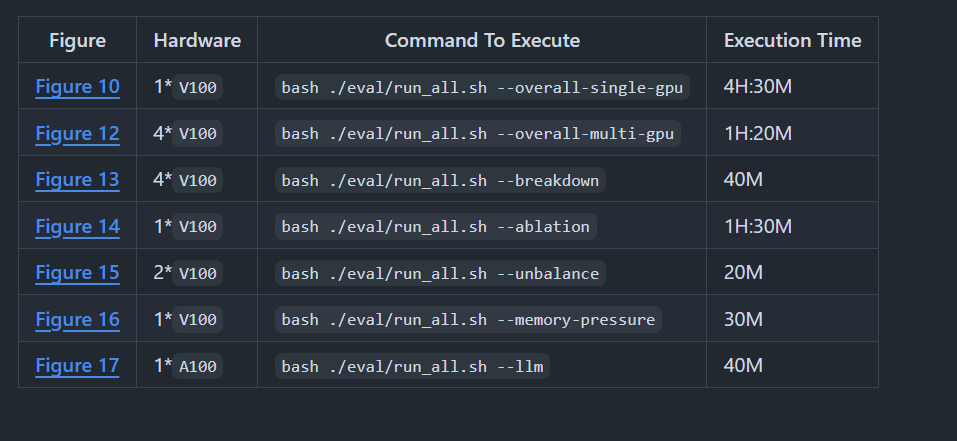 Figure Hardware Command To Execute Execution Time
Figure 10 1* V100 bash ./eval/run_all.sh --overall-single-gpu 4H:30M
Figure 12 4* V100 bash ./eval/run_all.sh --overall-multi-gpu 1H:20M
Figure 13 4* V100 bash ./eval/run_all.sh --breakdown 40M
Figure 14 1* V100 bash ./eval/run_all.sh --ablation 1H:30M
Figure 15 2* V100 bash ./eval/run_all.sh --unbalance 20M
Figure 16 1* V100 bash ./eval/run_all.sh --memory-pressure 30M
Figure 17 1* A100 bash ./eval/run_all.sh --llm 40M